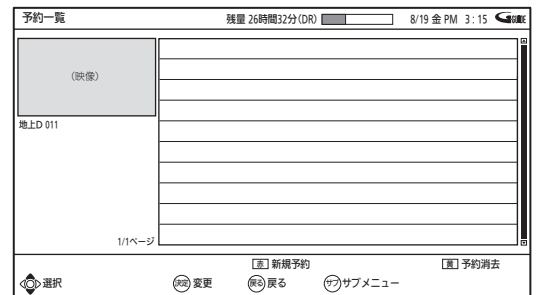 予約一覧 残量 26時間32分(DR) 8/19 金 PM 3:15 G-GUIDE
(映像)
地上D 011
1/1ページ
赤 新規予約 黄 予約消去
選択 決定 変更 戻る 戻る サブ サブメニュー